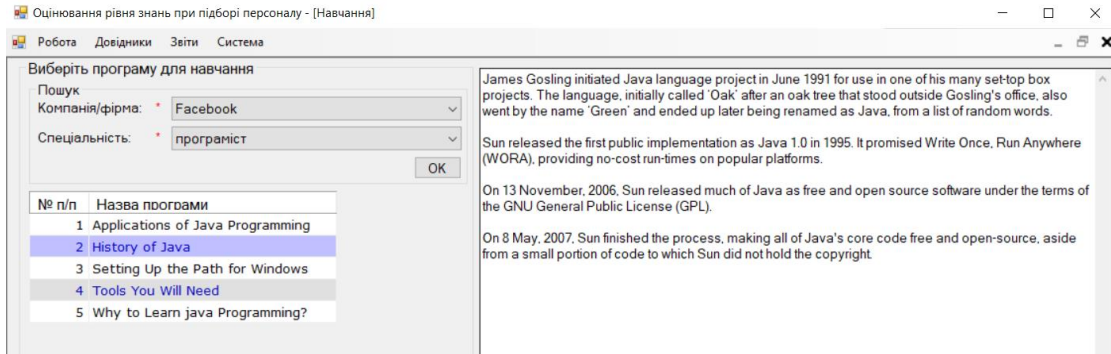 Оцінювання рівня знань при підборі персоналу - [Навчання]
Робота Довідники Звіти Система
Виберіть програму для навчання
Пошук
Компанія/фірма: * Facebook
Спеціальність: * програміст
OK
№ п/п Назва програми
1 Applications of Java Programming
2 History of Java
3 Setting Up the Path for Windows
4 Tools You Will Need
5 Why to Learn java Programming?
James Gosling initiated Java language project in June 1991 for use in one of his many set-top box
projects. The language, initially called 'Oak' after an oak tree that stood outside Gosling's office, also
went by the name 'Green' and ended up later being renamed as Java, from a list of random words.
Sun released the first public implementation as Java 1.0 in 1995. It promised Write Once, Run Anywhere
(WORA), providing no-cost run-times on popular platforms.
On 13 November, 2006, Sun released much of Java as free and open source software under the terms of
the GNU General Public License (GPL).
On 8 May, 2007, Sun finished the process, making all of Java's core code free and open-source, aside
from a small portion of code to which Sun did not hold the copyright.